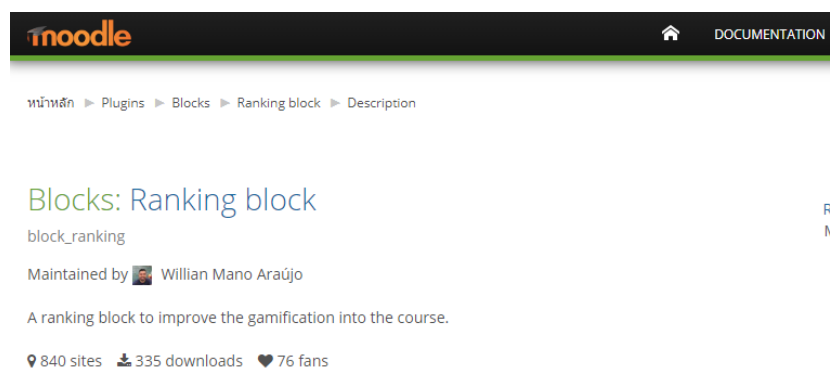 moodle
DOCUMENTATION
หน้าหลัก ▶ Plugins ▶ Blocks ▶ Ranking block ▶ Description
Blocks: Ranking block
block_ranking
Maintained by Willian Mano Araújo
A ranking block to improve the gamification into the course.
840 sites 335 downloads 76 fans